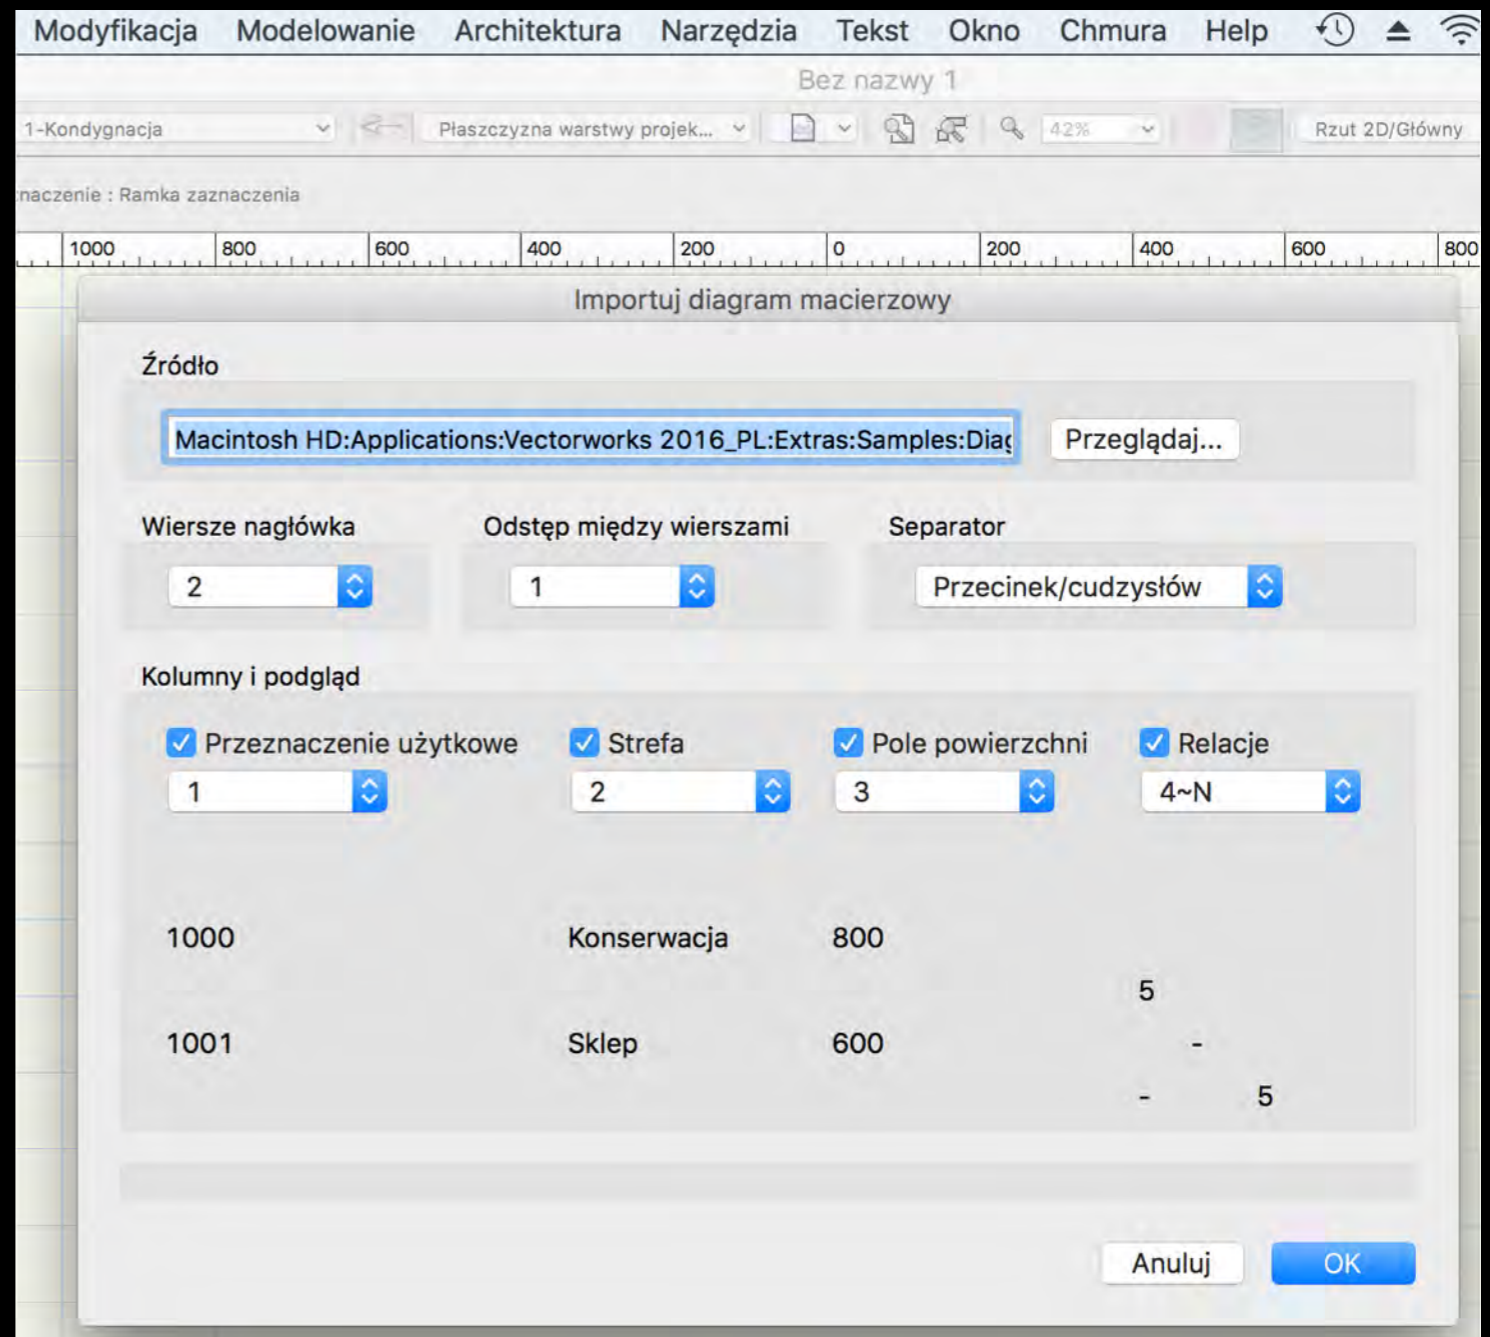 Modyfikacja Modelowanie Architektura Narzędzia Tekst Okno Chmura Help
Bez nazwy 1
1-Kondygnacja Płaszczyzna warstwy projek... 42% Rzut 2D/Główny
naczenie : Ramka zaznaczenia
1000 800 600 400 200 0 200 400 600 800
Importuj diagram macierzowy
Źródło
Macintosh HD:Applications:Vectorworks 2016_PL:Extras:Samples:Diag Przeglądaj...
Wiersze nagłówka Odstęp między wierszami Separator
2 1 Przecinek/cudzysłów
Kolumny i podgląd
Przeznaczenie użytkowe Strefa Pole powierzchni Relacje
1 2 3 4~N
1000 Konserwacja 800
5
1001 Sklep 600 -
- 5
Anuluj OK